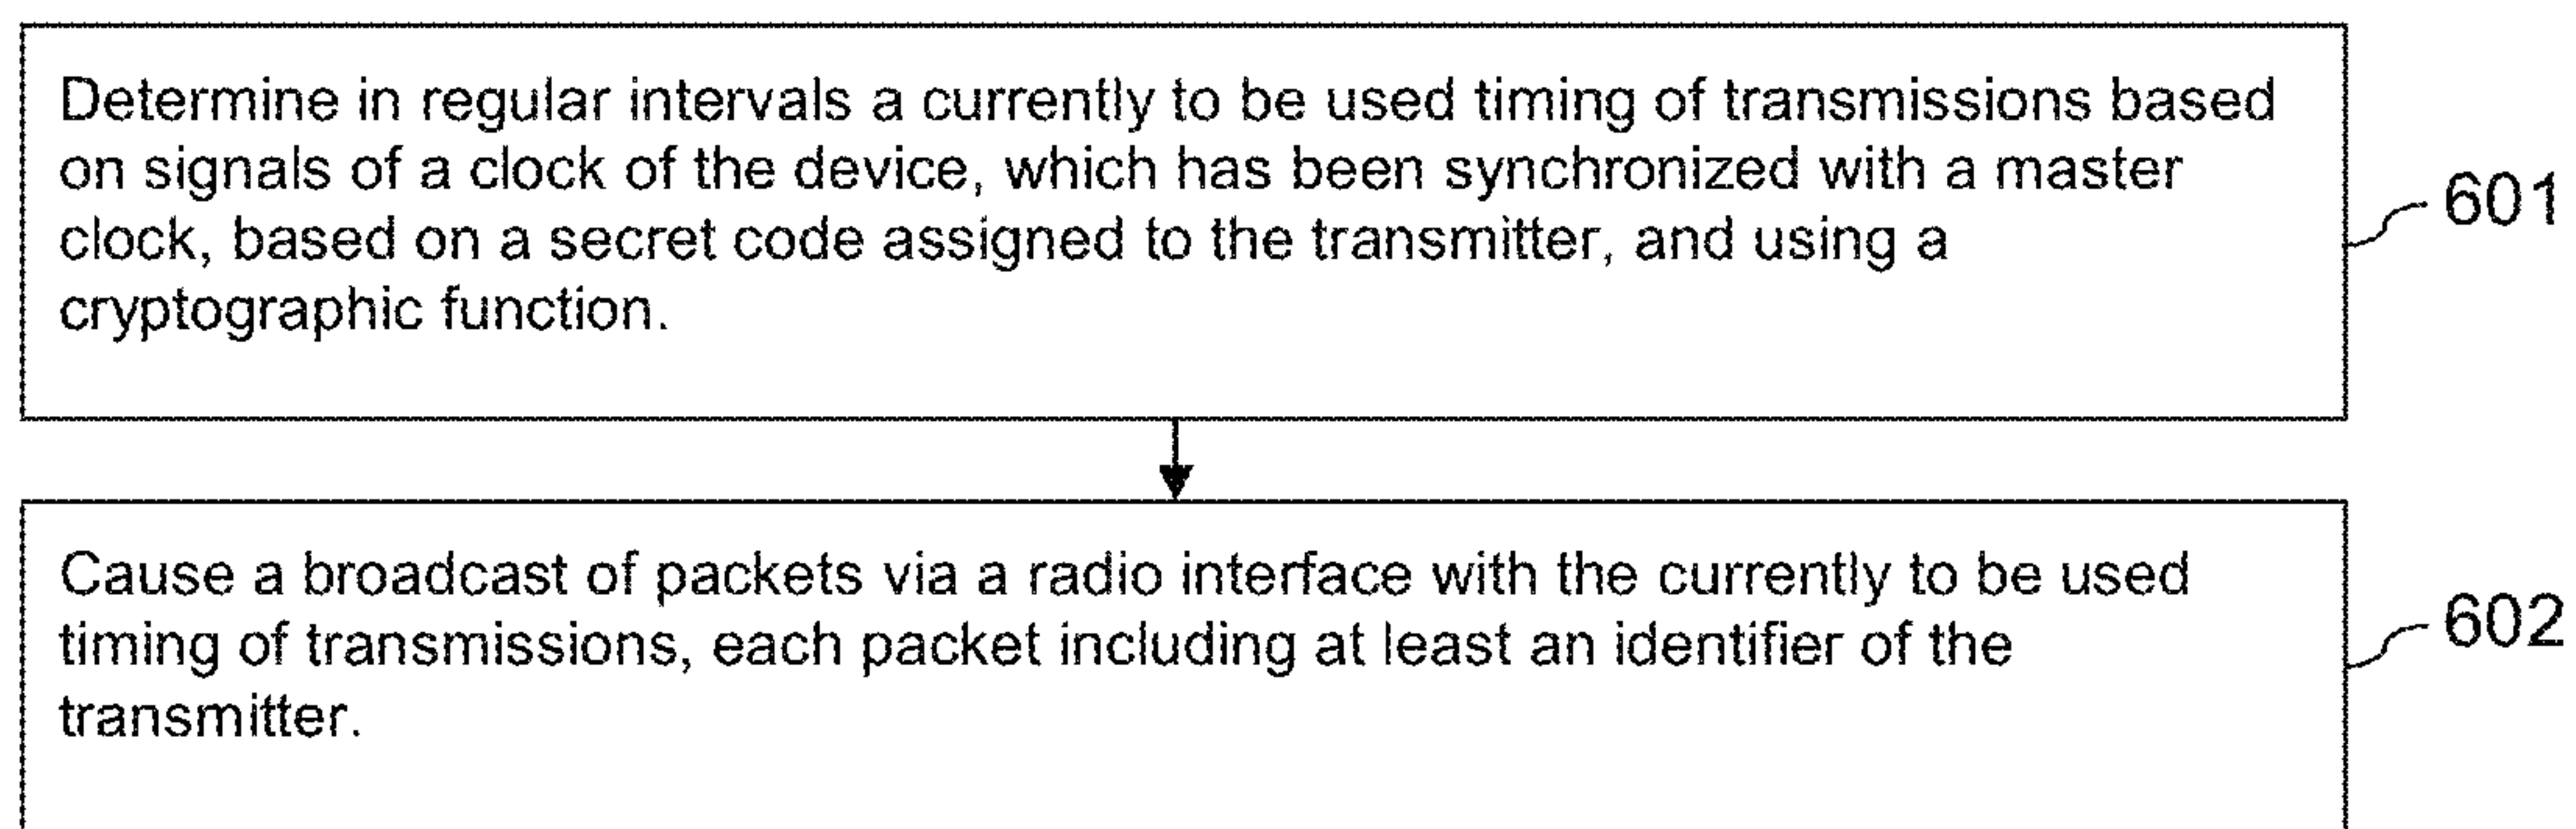 Determine in regular intervals a currently to be used timing of transmissions based
on signals of a clock of the device, which has been synchronized with a master
clock, based on a secret code assigned to the transmitter, and using a
cryptographic function.
601
Cause a broadcast of packets via a radio interface with the currently to be used
timing of transmissions, each packet including at least an identifier of the
transmitter.
602